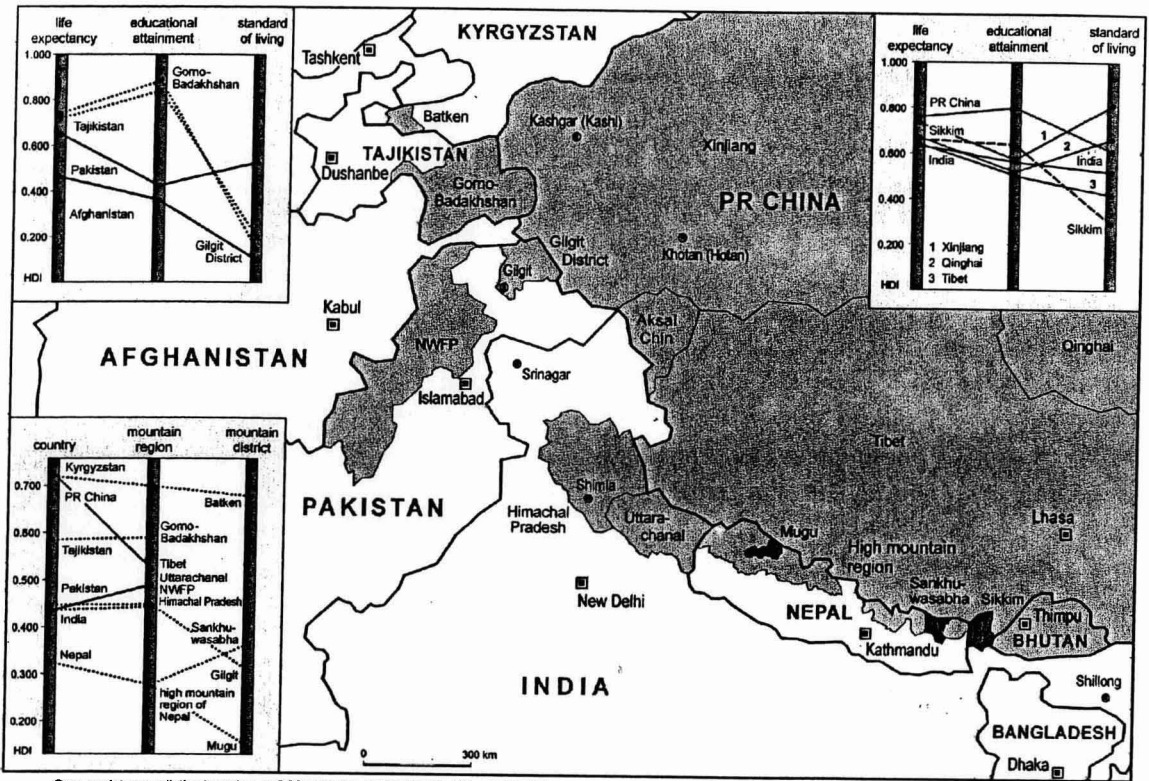 life expectancy
educational attainment
standard of living
1.000
0.800
0.600
0.400
0.200
HDI
Gorno-Badakhshan
Tajikistan
Pakistan
Afghanistan
Gilgit District
KYRGYZSTAN
Tashkent
Batken
TAJIKISTAN
Dushanbe
Gorno-Badakhshan
Kashgar (Kashi)
Xinjiang
PR CHINA
Khotan (Hotan)
Gilgit District
Gilgit
Kabul
AFGHANISTAN
NWFP
Islamabad
Srinagar
Aksai Chin
life expectancy
educational attainment
standard of living
1.000
0.800
0.600
0.400
0.200
HDI
PR China
Sikkim
India
1
2
India
3
Sikkim
1 Xinjiang
2 Qinghai
3 Tibet
Qinghai
Tibet
Lhasa
PAKISTAN
Himachal Pradesh
Shimla
Uttara-
chanal
Mugu
High mountain
region
Sankhu-
wasabha
Sikkim
Thimpu
BHUTAN
New Delhi
NEPAL
Kathmandu
INDIA
Shillong
BANGLADESH
Dhaka
0
300 km
country
mountain region
mountain district
0.700
0.600
0.500
0.400
0.300
0.200
HDI
Kyrgyzstan
PR China
Tajikistan
Pakistan
India
Nepal
Batken
Gorno-
Badakhshan
Tibet
Uttarachanal
NWFP
Himachal Pradesh
Sankhu-
wasabha
Gilgit
high mountain
region of
Nepal
Mugu